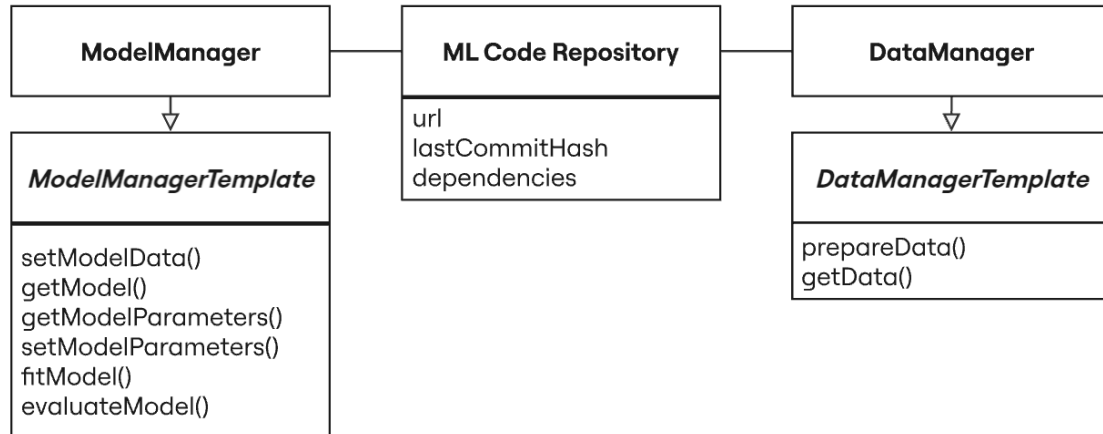 ModelManager
ML Code Repository
DataManager
ModelManagerTemplate
setModelData()
getModel()
getModelParameters()
setModelParameters()
fitModel()
evaluateModel()
url
lastCommitHash
dependencies
DataManagerTemplate
prepareData()
getData()